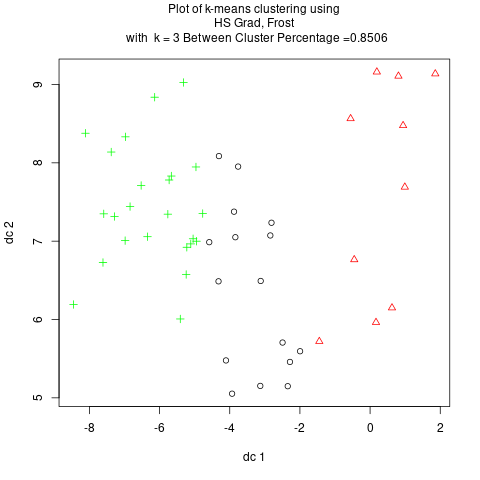 Plot of k-means clustering using
HS Grad, Frost
with k = 3 Between Cluster Percentage =0.8506
9
8
7
6
5
dc 2
-8
-6
-4
-2
0
2
dc 1